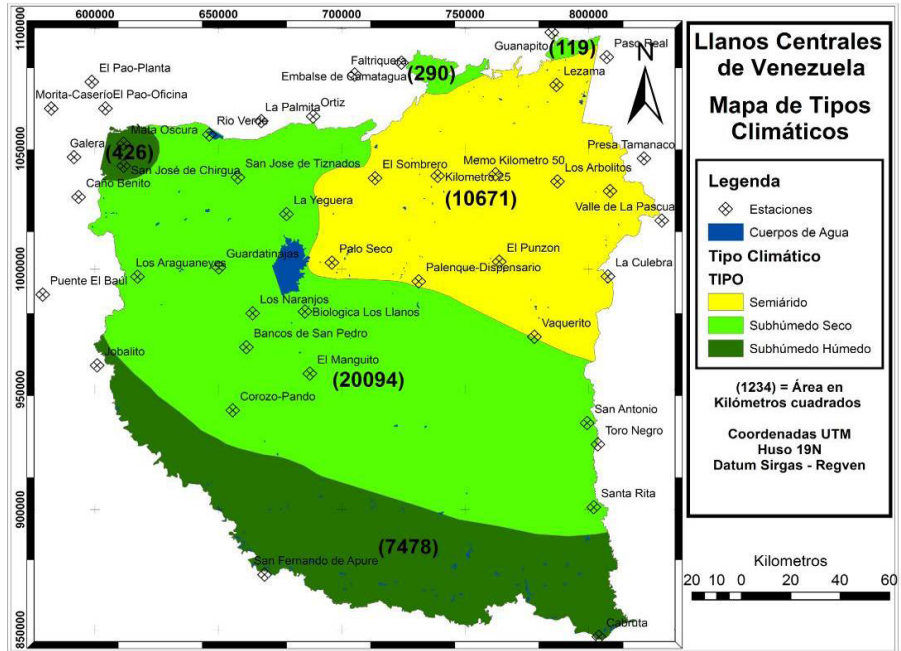 600000
650000
700000
750000
800000
1100000
1050000
1000000
950000
900000
850000
Guanapito
(119)
Paso Real
Faltriquera
(290)
Embalse de Camatagua
Lezama
N
El Pao-Planta
Morita-Caserío
El Pao-Oficina
La Palmita
Ortiz
Rio Verde
Mata Oscura
Galera
(426)
San José de Chirgua
San Jose de Tiznados
El Sombrero
Memo Kilometro 50
Kilometro 25
Los Arbolitos
Presa Tamanaco
(10671)
Caño Benito
La Yeguera
Valle de La Pascua
Palo Seco
El Punzon
Los Araguaneyes
Guardatinajas
Palenque-Dispensario
La Culebra
Puente El Baúl
Los Naranjos
Biologica Los Llanos
Bancos de San Pedro
Vaquerito
Jobalito
El Manguito
(20094)
Corozo-Pando
San Antonio
Toro Negro
Santa Rita
(7478)
San Fernando de Apure
Cabruta
Llanos Centrales
de Venezuela
Mapa de Tipos
Climáticos
Legenda
Estaciones
Cuerpos de Agua
Tipo Climático
TIPO
Semiárido
Subhúmedo Seco
Subhúmedo Húmedo
(1234) = Área en
Kilómetros cuadrados
Coordenadas UTM
Huso 19N
Datum Sirgas - Regven
Kilometros
20 10 0 20 40 60